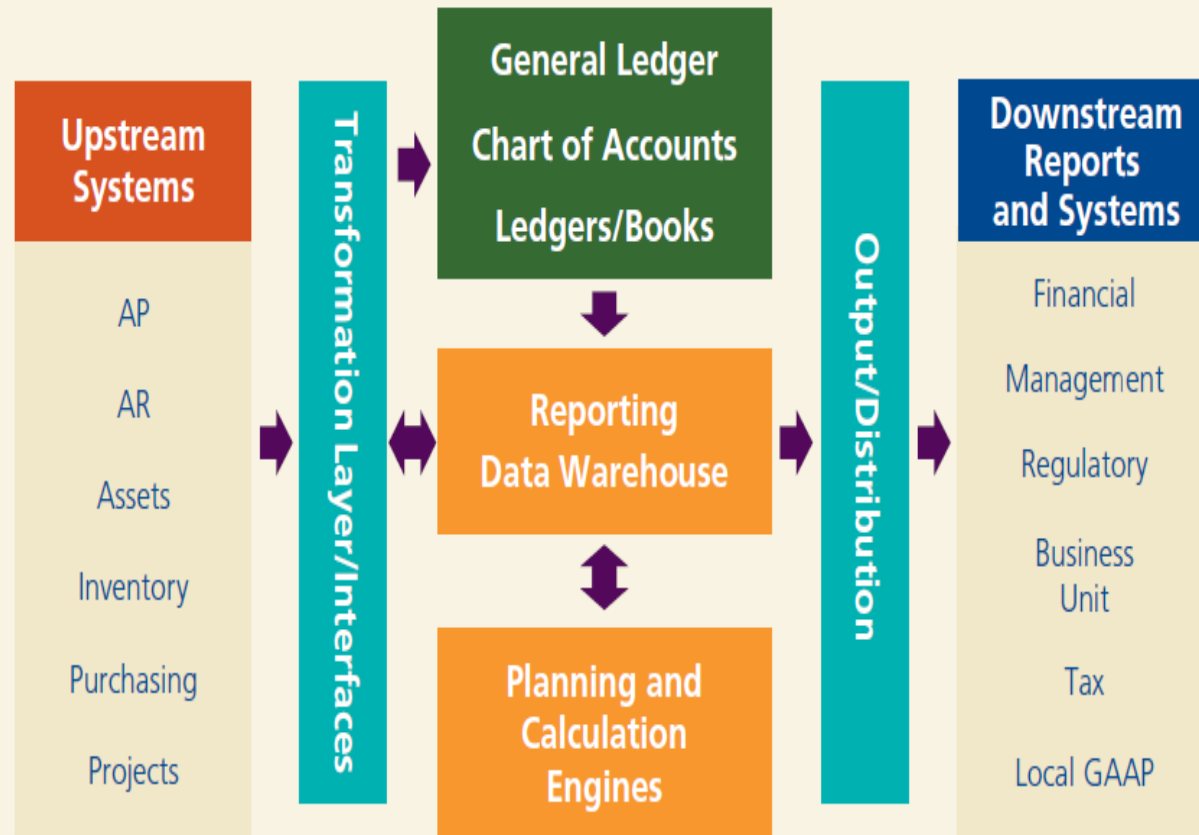 Upstream
Systems
AP
AR
Assets
Inventory
Purchasing
Projects
Transformation Layer/Interfaces
General Ledger
Chart of Accounts
Ledgers/Books
Reporting
Data Warehouse
Planning and
Calculation
Engines
Output/Distribution
Downstream
Reports
and Systems
Financial
Management
Regulatory
Business
Unit
Tax
Local GAAP